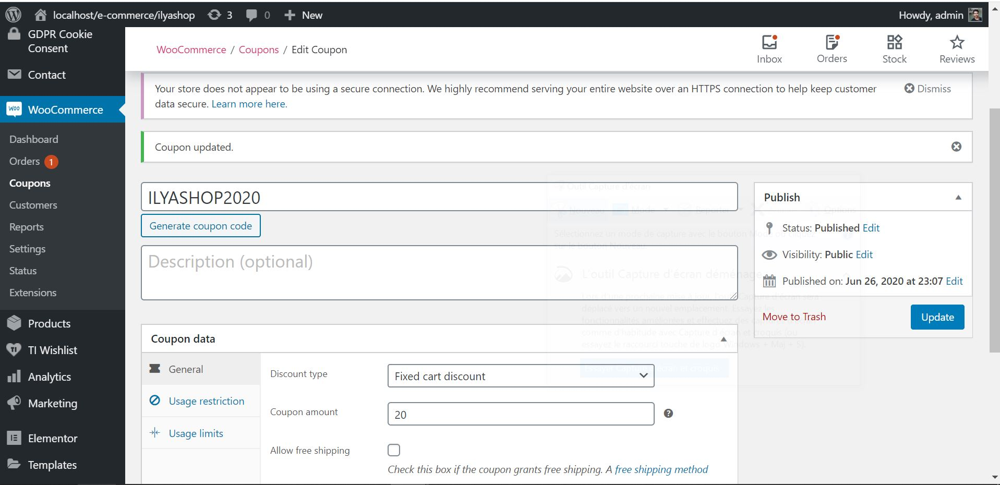 localhost/e-commerce/ilyashop 3 0 New Howdy, admin
GDPR Cookie
Consent
Contact
WOO WooCommerce
Dashboard
Orders 1
Coupons
Customers
Reports
Settings
Status
Extensions
Products
TI TI Wishlist
Analytics
Marketing
Elementor
Templates
WooCommerce / Coupons / Edit Coupon
Inbox
Orders
Stock
Reviews
Your store does not appear to be using a secure connection. We highly recommend serving your entire website over an HTTPS connection to help keep customer
data secure. Learn more here.
Dismiss
Coupon updated.
ILYASHOP2020
Generate coupon code
Description (optional)
Outil Capture d'écran
Nouveau Mode Reporter Options
Sélectionnez un mode de capture avec le bouton Mode ou cliquez
sur le bouton Nouveau.
L'outil Capture d'écran déménage
Lors d'une prochaine mise à jour, l'outil Capture d'écran sera
déplacé vers un nouvel emplacement. Essayez les
fonctionnalités améliorées et effectuez des captures d'écran
comme d'habitude avec Capture d'écran et croquis (ou
essayez le raccourci touche de logo Windows + Maj + S).
Essayer Capture d'écran et croquis
Publish
Status: Published Edit
Visibility: Public Edit
Published on: Jun 26, 2020 at 23:07 Edit
Move to Trash
Update
Coupon data
General
Usage restriction
Usage limits
Discount type Fixed cart discount
Coupon amount 20
Allow free shipping
Check this box if the coupon grants free shipping. A free shipping method